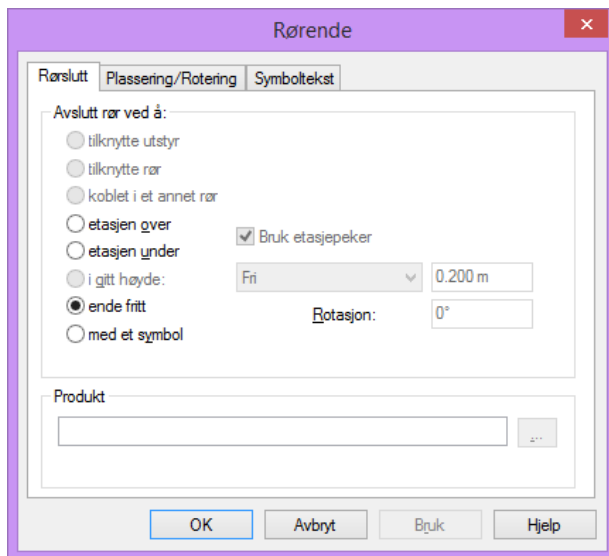 Rørende
Rørslutt Plassering/Rotering Symboltekst
Avslutt rør ved å:
tilknytte utstyr
tilknytte rør
koblet i et annet rør
etasjen over
Bruk etasjepeker
etasjen under
i gitt høyde: Fri 0.200 m
ende fritt
Rotasjon: 0°
med et symbol
Produkt
...
OK Avbryt Bruk Hjelp